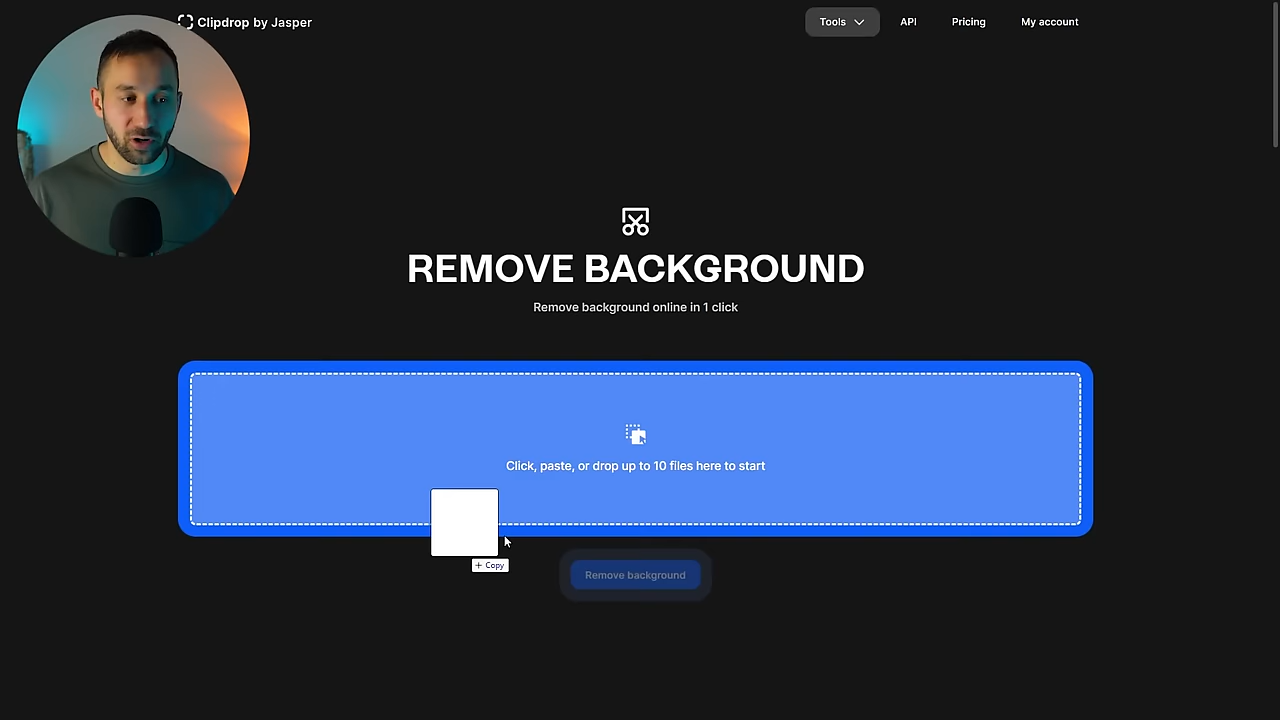 Clipdrop by Jasper
Tools
API
Pricing
My account
REMOVE BACKGROUND
Remove background online in 1 click
Click, paste, or drop up to 10 files here to start
+ Copy
Remove background